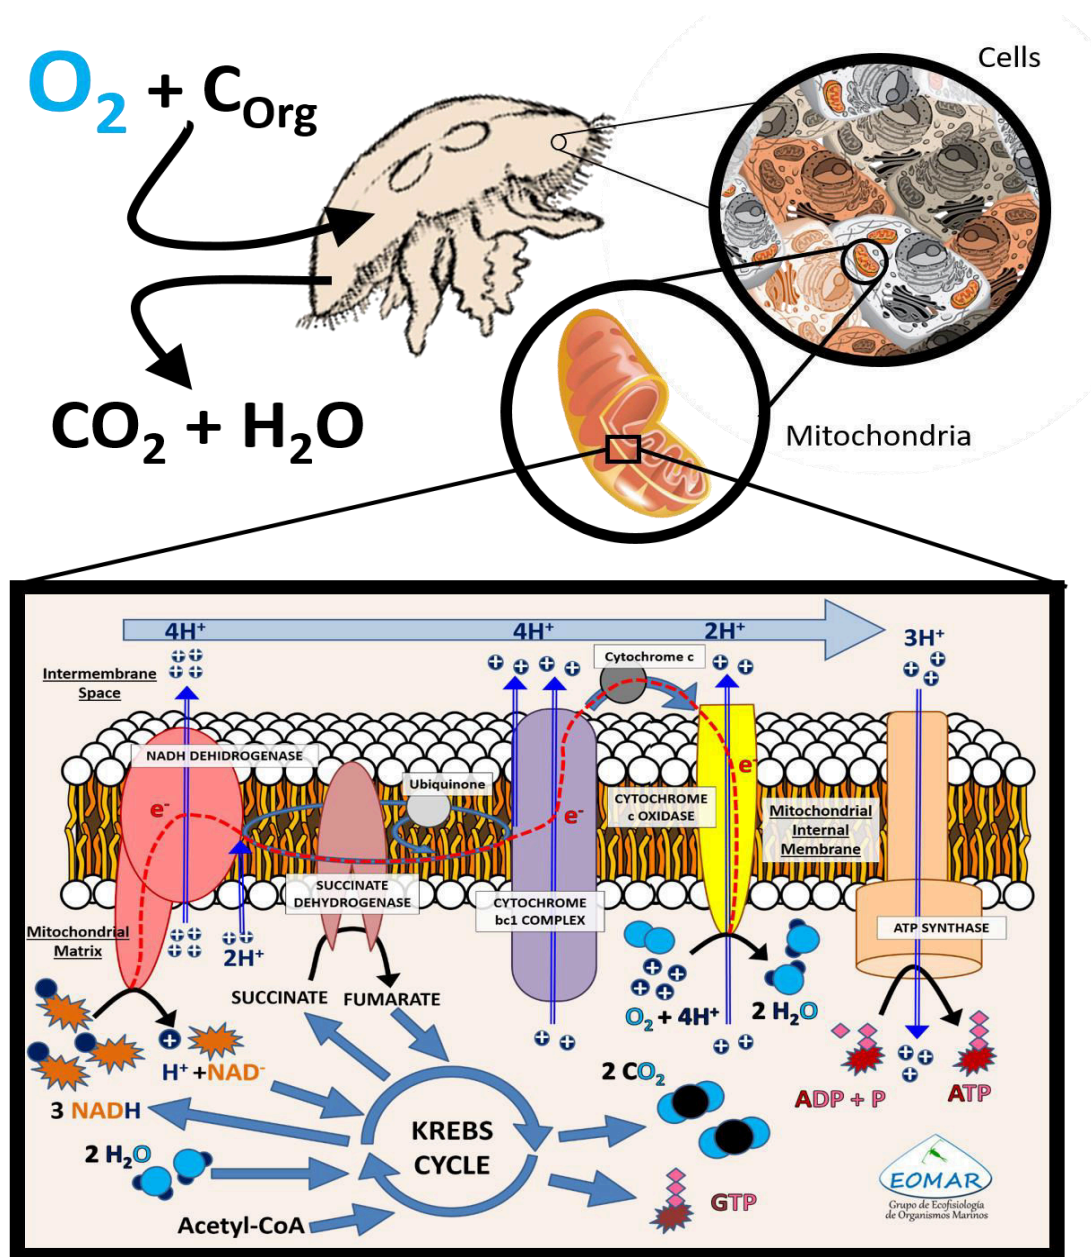 Cells
O₂ + C_Org
CO₂ + H₂O
Mitochondria
4H⁺
4H⁺
2H⁺
3H⁺
Cytochrome c
Intermembrane
Space
NADH DEHIDROGENASE
Ubiquinone
e⁻
e⁻
e⁻
CYTOCHROME
c OXIDASE
Mitochondrial
Internal
Membrane
SUCCINATE
DEHYDROGENASE
CYTOCHROME
bc1 COMPLEX
ATP SYNTHASE
Mitochondrial
Matrix
2H⁺
SUCCINATE
FUMARATE
O₂ + 4H⁺
2 H₂O
H⁺ +NAD⁻
2 CO₂
3 NADH
ADP + P
ATP
KREBS
CYCLE
2 H₂O
GTP
Acetyl-CoA
EOMAR
Grupo de Ecofisiología
de Organismos Marinos